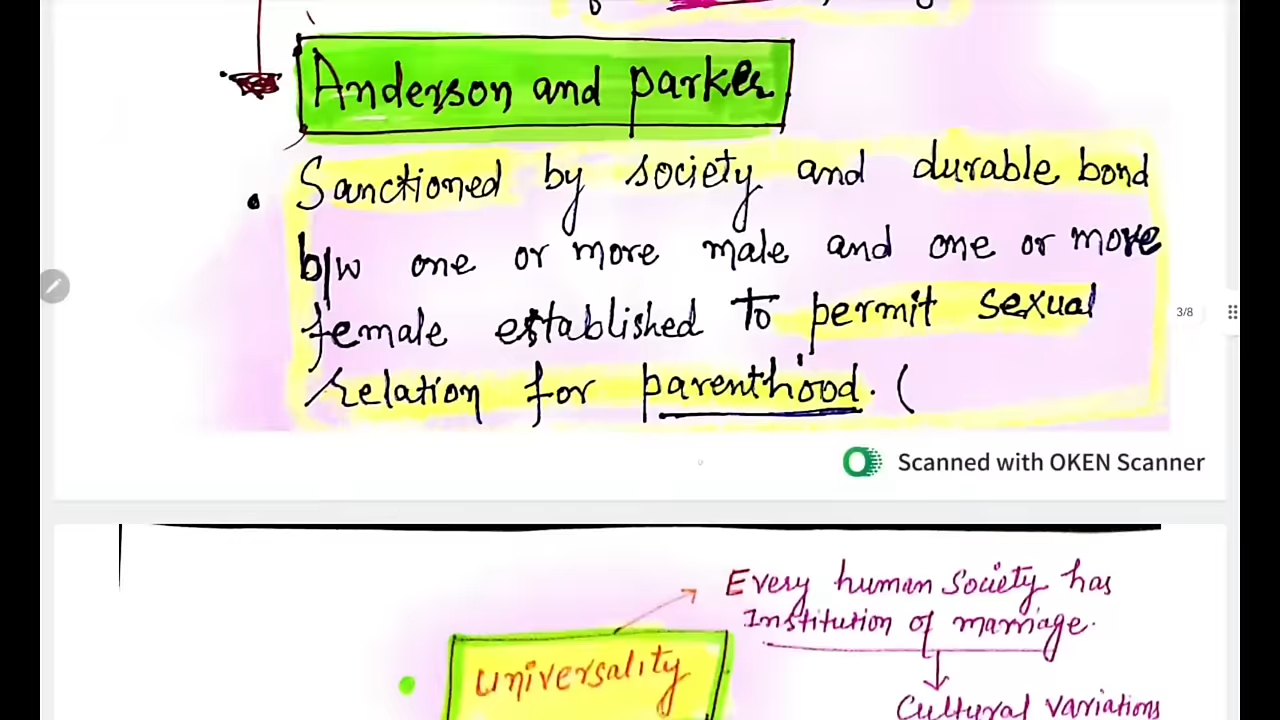 Anderson and parker
• Sanctioned by society and durable bond
b/w one or more male and one or more
female established to permit sexual
relation for parenthood. (
3/8
Scanned with OKEN Scanner
Every human Society has
Institution of marriage.
• Universality
Cultural variations